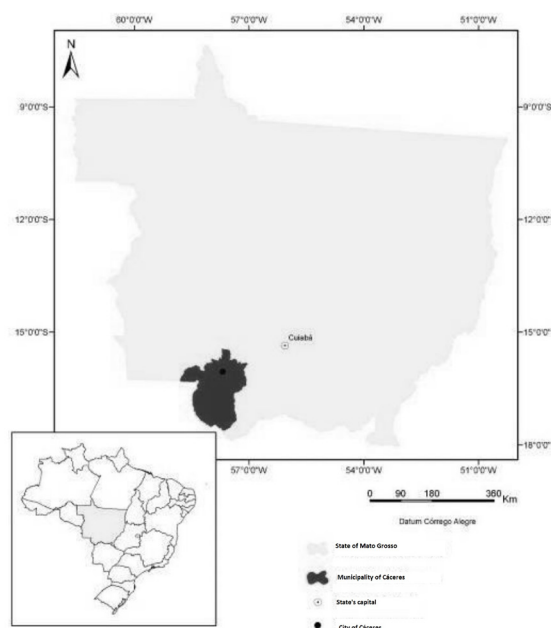 N
60°0'0"W 57°0'0"W 54°0'0"W 51°0'0"W
9°0'0"S 9°0'0"S
12°0'0"S 12°0'0"S
15°0'0"S 15°0'0"S
Cuiabá
18°0'0"S
57°0'0"W 54°0'0"W 51°0'0"W
0 90 180 360 Km
Datum Córrego Alegre
State of Mato Grosso
Municipality of Cáceres
State's capital
City of Cáceres